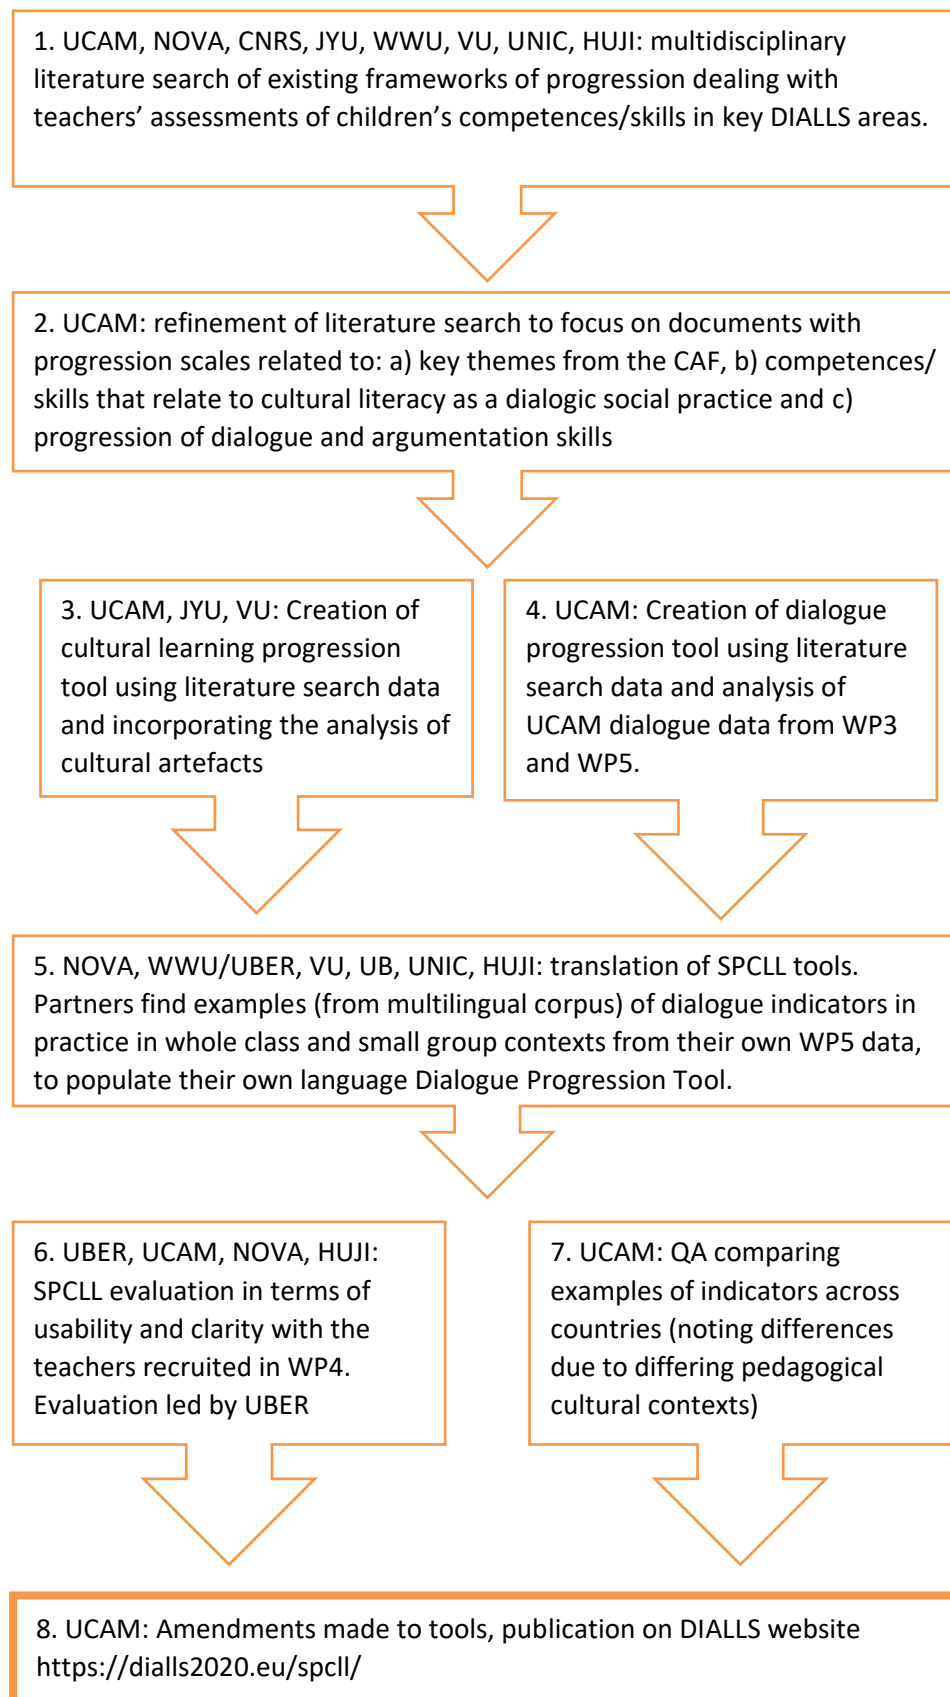 1. UCAM, NOVA, CNRS, JYU, WWU, VU, UNIC, HUJI: multidisciplinary
literature search of existing frameworks of progression dealing with
teachers’ assessments of children’s competences/skills in key DIALLS areas.
2. UCAM: refinement of literature search to focus on documents with
progression scales related to: a) key themes from the CAF, b) competences/
skills that relate to cultural literacy as a dialogic social practice and c)
progression of dialogue and argumentation skills
3. UCAM, JYU, VU: Creation of
cultural learning progression
tool using literature search data
and incorporating the analysis of
cultural artefacts
4. UCAM: Creation of dialogue
progression tool using literature
search data and analysis of
UCAM dialogue data from WP3
and WP5.
5. NOVA, WWU/UBER, VU, UB, UNIC, HUJI: translation of SPCLL tools.
Partners find examples (from multilingual corpus) of dialogue indicators in
practice in whole class and small group contexts from their own WP5 data,
to populate their own language Dialogue Progression Tool.
6. UBER, UCAM, NOVA, HUJI:
SPCLL evaluation in terms of
usability and clarity with the
teachers recruited in WP4.
Evaluation led by UBER
7. UCAM: QA comparing
examples of indicators across
countries (noting differences
due to differing pedagogical
cultural contexts)
8. UCAM: Amendments made to tools, publication on DIALLS website
https://dialls2020.eu/spcll/